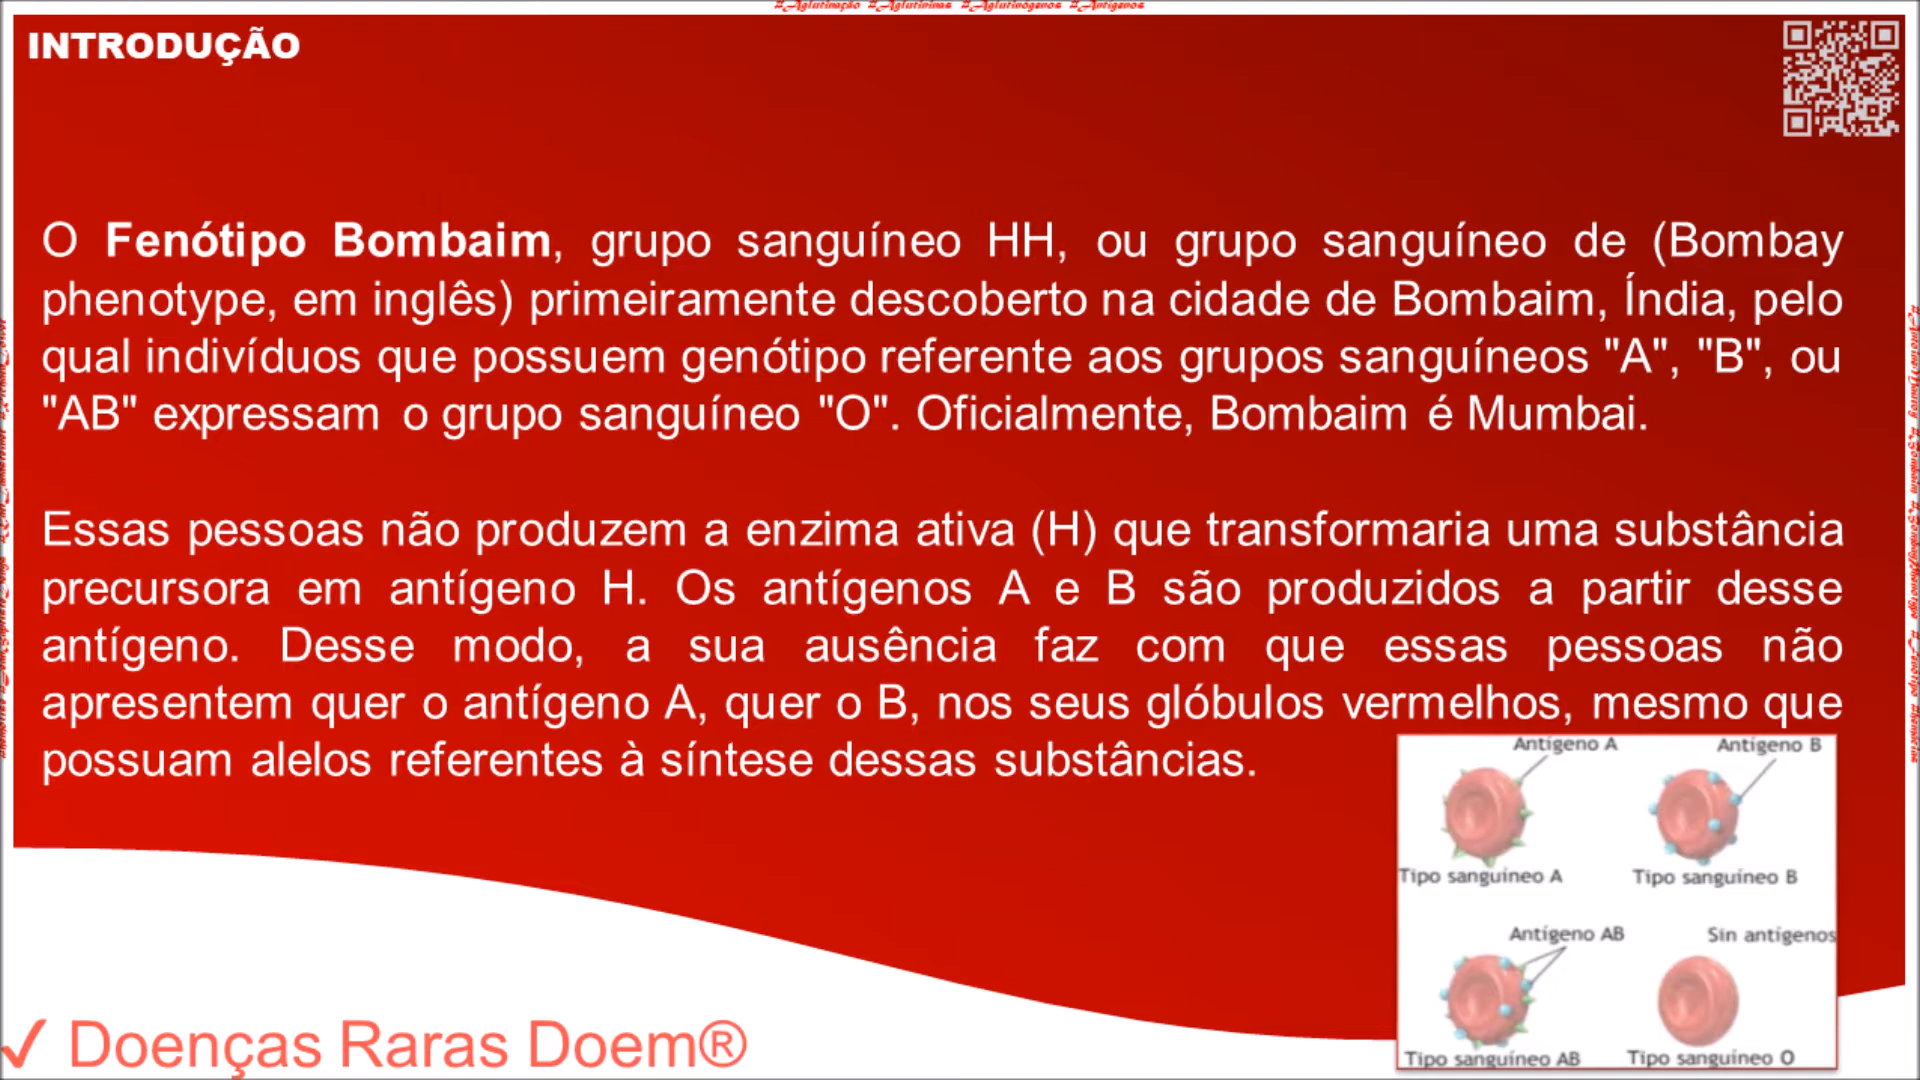 #Aglutinação #Aglutininas #Aglutinógenos #Antígenos
INTRODUÇÃO
O Fenótipo Bombaim, grupo sanguíneo HH, ou grupo sanguíneo de (Bombay
phenotype, em inglês) primeiramente descoberto na cidade de Bombaim, Índia, pelo
qual indivíduos que possuem genótipo referente aos grupos sanguíneos "A", "B", ou
"AB" expressam o grupo sanguíneo "O". Oficialmente, Bombaim é Mumbai.
Essas pessoas não produzem a enzima ativa (H) que transformaria uma substância
precursora em antígeno H. Os antígenos A e B são produzidos a partir desse
antígeno. Desse modo, a sua ausência faz com que essas pessoas não
apresentem quer o antígeno A, quer o B, nos seus glóbulos vermelhos, mesmo que
possuam alelos referentes à síntese dessas substâncias.
Antígeno A
Antígeno B
Tipo sanguíneo A
Tipo sanguíneo B
Antígeno AB
Sin antígenos
Tipo sanguíneo AB
Tipo sanguíneo O
✓ Doenças Raras Doem®